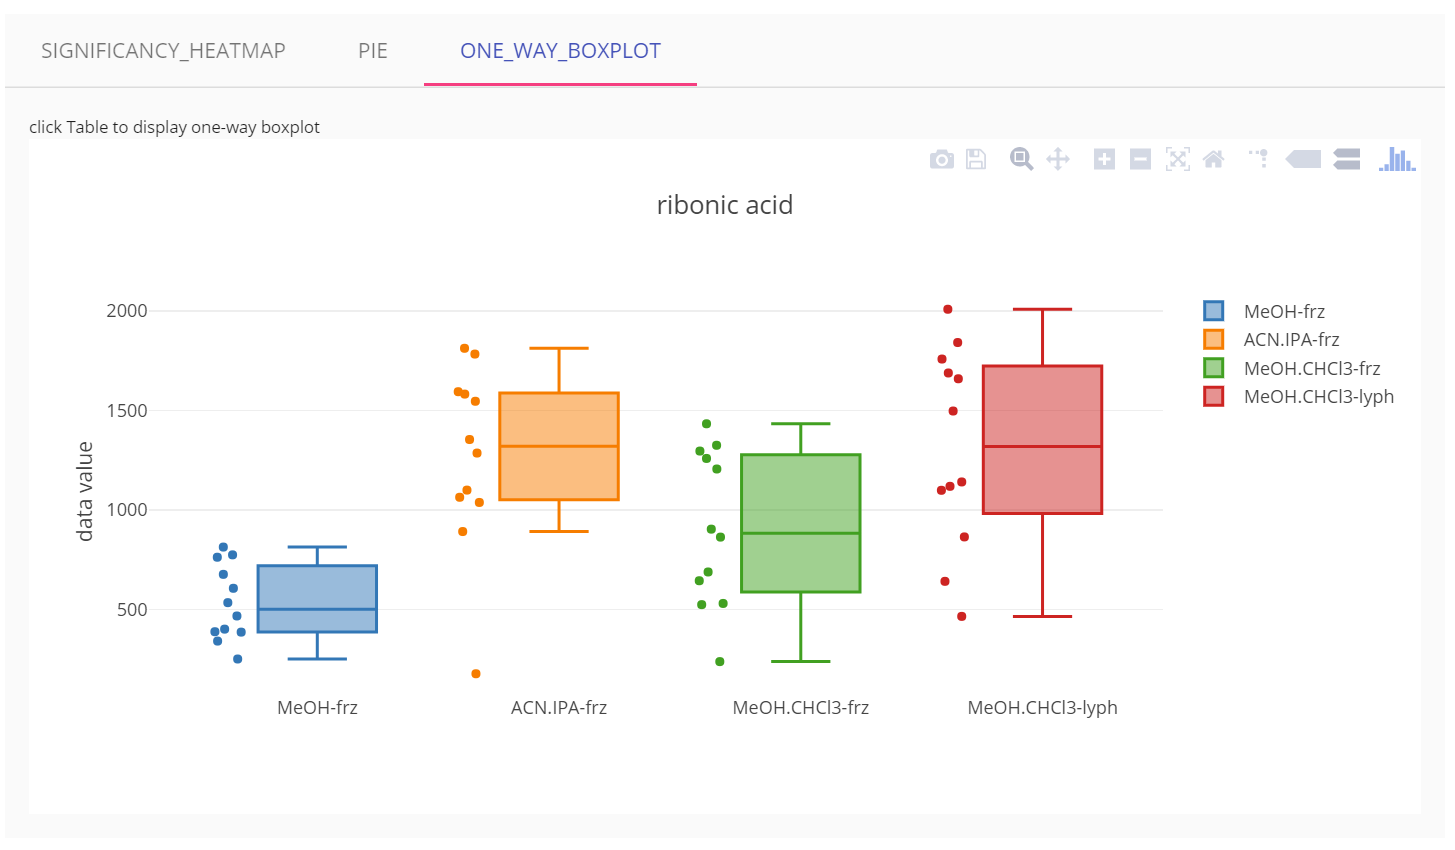 SIGNIFICANCY_HEATMAP PIE ONE_WAY_BOXPLOT
click Table to display one-way boxplot
ribonic acid
2000
1500
1000
500
data value
MeOH-frz ACN.IPA-frz MeOH.CHCl3-frz MeOH.CHCl3-lyph
MeOH-frz
ACN.IPA-frz
MeOH.CHCl3-frz
MeOH.CHCl3-lyph